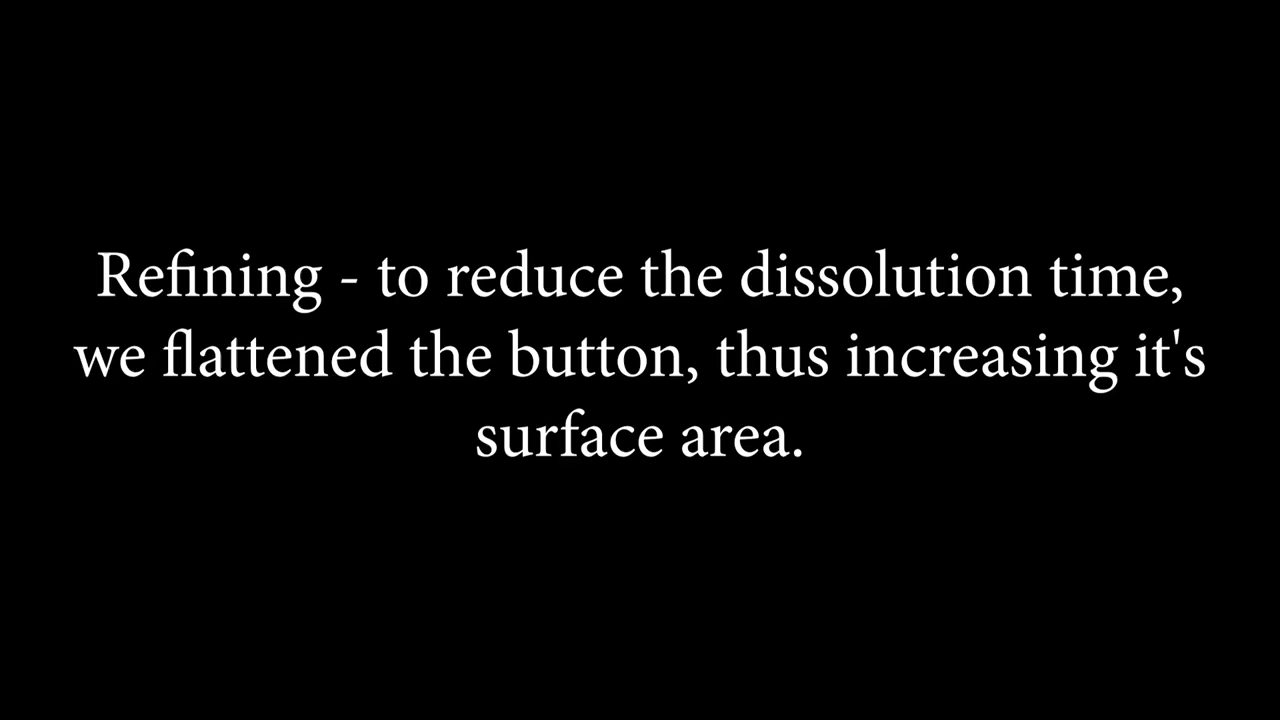 Refining - to reduce the dissolution time,
we flattened the button, thus increasing it's
surface area.